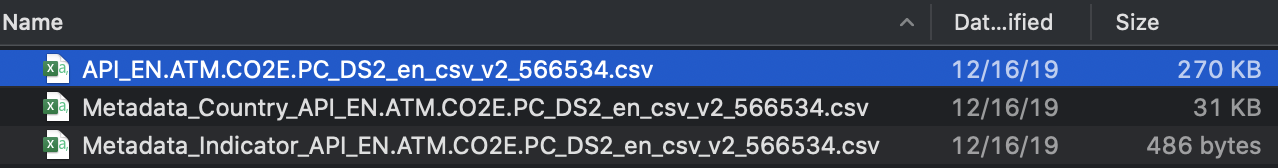 Name Dat...ified Size
API_EN.ATM.CO2E.PC_DS2_en_csv_v2_566534.csv 12/16/19 270 KB
Metadata_Country_API_EN.ATM.CO2E.PC_DS2_en_csv_v2_566534.csv 12/16/19 31 KB
Metadata_Indicator_API_EN.ATM.CO2E.PC_DS2_en_csv_v2_566534.csv 12/16/19 486 bytes